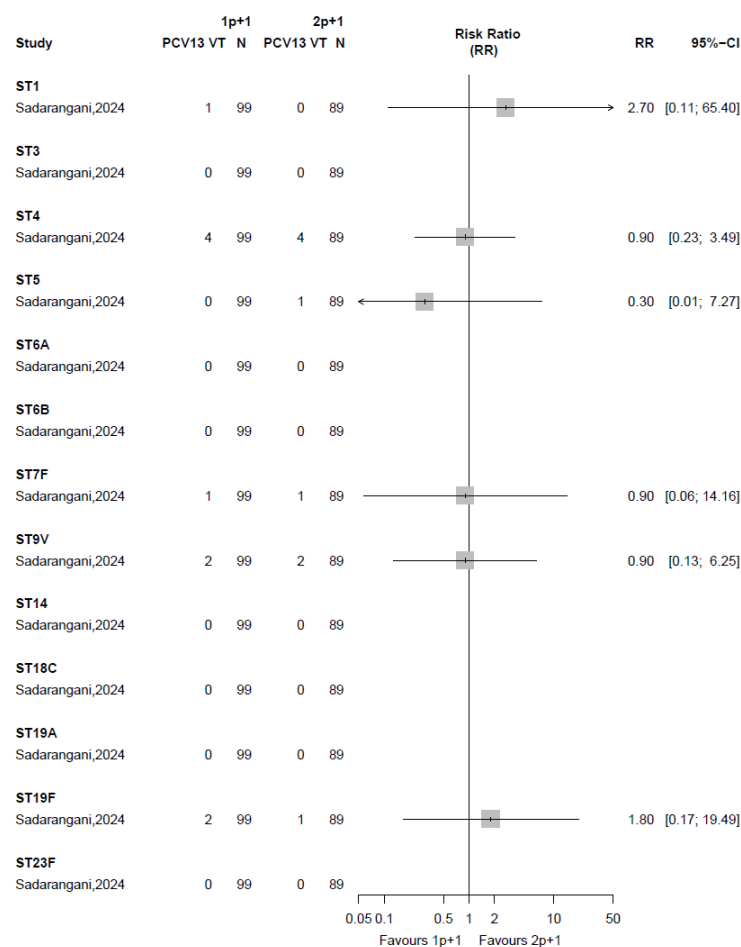 1p+1 2p+1
Study PCV13 VT N PCV13 VT N Risk Ratio (RR) RR 95%−CI
ST1
Sadarangani,2024 1 99 0 89 2.70 [0.11; 65.40]
ST3
Sadarangani,2024 0 99 0 89
ST4
Sadarangani,2024 4 99 4 89 0.90 [0.23; 3.49]
ST5
Sadarangani,2024 0 99 1 89 0.30 [0.01; 7.27]
ST6A
Sadarangani,2024 0 99 0 89
ST6B
Sadarangani,2024 0 99 0 89
ST7F
Sadarangani,2024 1 99 1 89 0.90 [0.06; 14.16]
ST9V
Sadarangani,2024 2 99 2 89 0.90 [0.13; 6.25]
ST14
Sadarangani,2024 0 99 0 89
ST18C
Sadarangani,2024 0 99 0 89
ST19A
Sadarangani,2024 0 99 0 89
ST19F
Sadarangani,2024 2 99 1 89 1.80 [0.17; 19.49]
ST23F
Sadarangani,2024 0 99 0 89
0.05 0.1 0.5 1 2 10 50
Favours 1p+1 Favours 2p+1